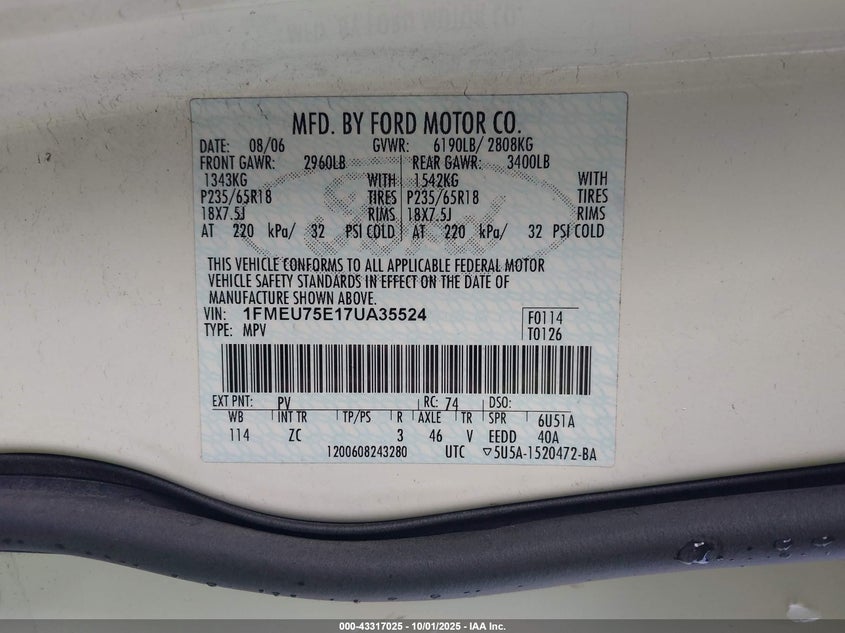 MFD. BY FORD MOTOR CO.
DATE: 08/06 GVWR: 6190LB/ 2808KG
FRONT GAWR: 2960LB REAR GAWR: 3400LB
1343KG WITH 1542KG WITH
P235/65R18 TIRES P235/65R18 TIRES
18X7.5J RIMS 18X7.5J RIMS
AT 220 kPa/ 32 PSI COLD AT 220 kPa/ 32 PSI COLD
THIS VEHICLE CONFORMS TO ALL APPLICABLE FEDERAL MOTOR
VEHICLE SAFETY STANDARDS IN EFFECT ON THE DATE OF
MANUFACTURE SHOWN ABOVE.
VIN: 1FMEU75E17UA35524 F0114
TYPE: MPV T0126
EXT PNT: PV RC: 74 DSO:
WB INT TR TP/PS R AXLE TR SPR 6U51A
114 ZC 3 46 V EEDD 40A
1200608243280 UTC ▽5U5A-1520472-BA
000-43317025 - 10/01/2025 - IAA Inc.